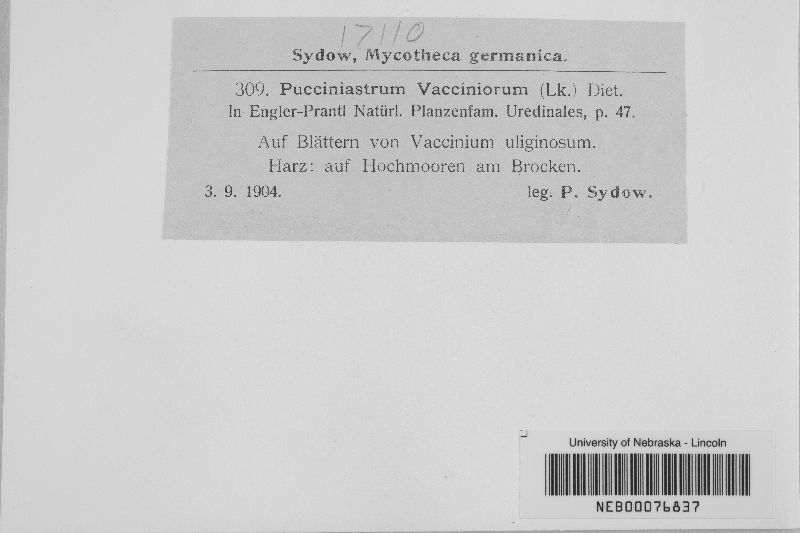 17110
Sydow, Mycotheca germanica.
309. Pucciniastrum Vacciniorum (Lk.) Diet.
In Engler-Prantl Natürl. Planzenfam. Uredinales, p. 47.
Auf Blättern von Vaccinium uliginosum.
Harz: auf Hochmooren am Brocken.
3. 9. 1904. leg. P. Sydow.
University of Nebraska - Lincoln
NEB00076837